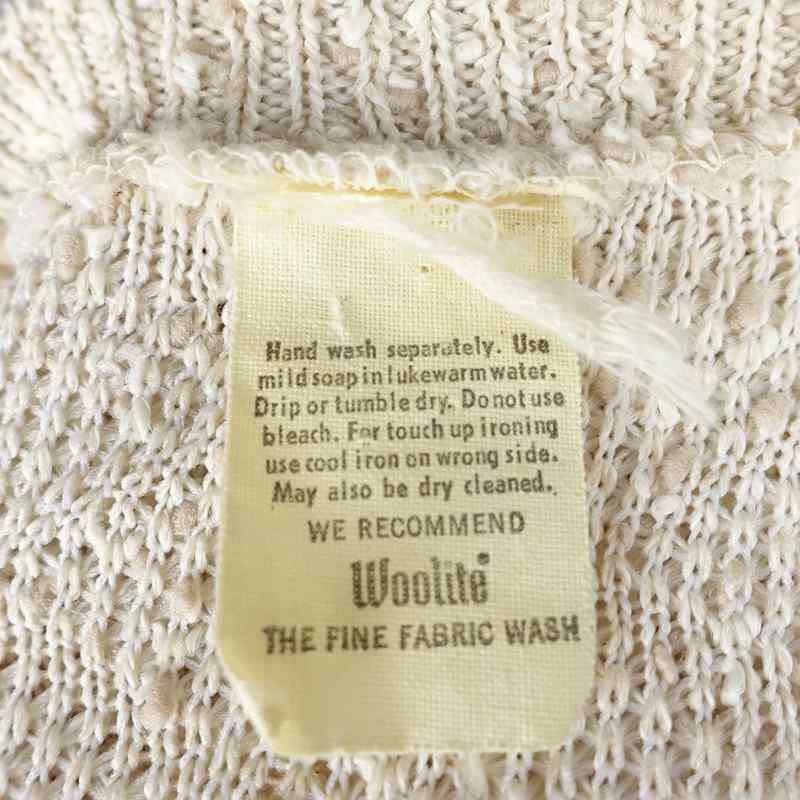 Hand wash separately. Use
mild soap in lukewarm water.
Drip or tumble dry. Do not use
bleach. For touch up ironing
use cool iron on wrong side.
May also be dry cleaned.
WE RECOMMEND
Woolite
THE FINE FABRIC WASH